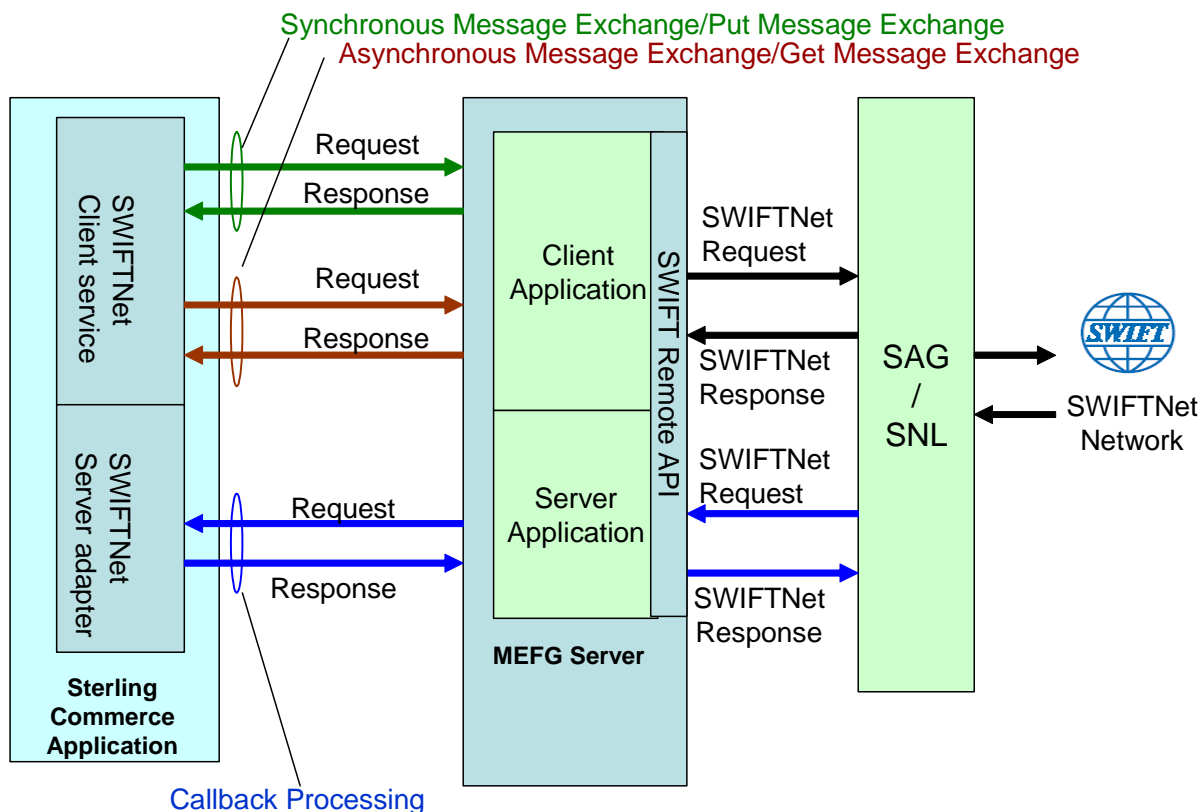 Synchronous Message Exchange/Put Message Exchange
Asynchronous Message Exchange/Get Message Exchange
SWIFTNet
Client service
SWIFTNet
Server adapter
Sterling
Commerce
Application
Request
Response
Request
Response
Request
Response
Callback Processing
Client
Application
Server
Application
SWIFT Remote API
MEFG Server
SWIFTNet
Request
SWIFTNet
Response
SWIFTNet
Request
SWIFTNet
Response
SAG
/
SNL
SWIFT
SWIFTNet
Network